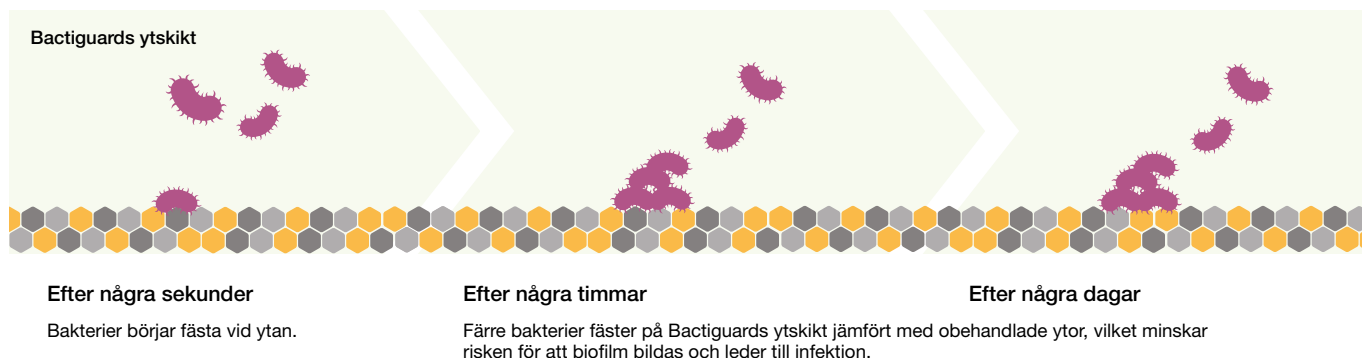 Bactiguards ytskikt
Efter några sekunder
Bakterier börjar fästa vid ytan.
Efter några timmar
Efter några dagar
Färre bakterier fäster på Bactiguards ytskikt jämfört med obehandlade ytor, vilket minskar
risken för att biofilm bildas och leder till infektion.